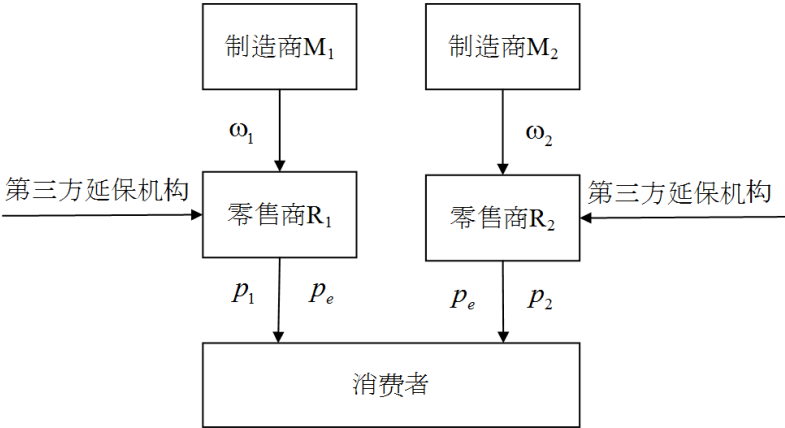 制造商M₁
制造商M₂
ω₁
ω₂
第三方延保机构
第三方延保机构
零售商R₁
零售商R₂
p₁ pₑ
pₑ p₂
消费者